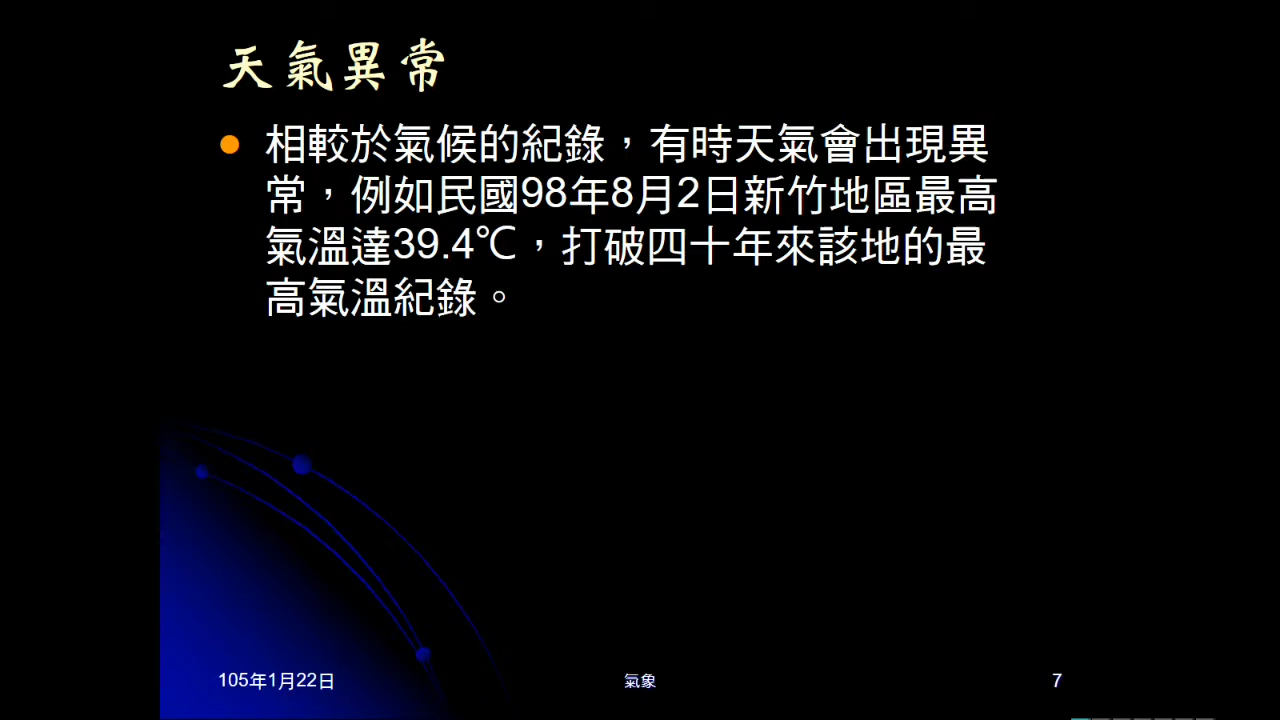 天氣異常
相較於氣候的紀錄，有時天氣會出現異
常，例如民國98年8月2日新竹地區最高
氣溫達39.4℃，打破四十年來該地的最
高氣溫紀錄。
105年1月22日
氣象
7